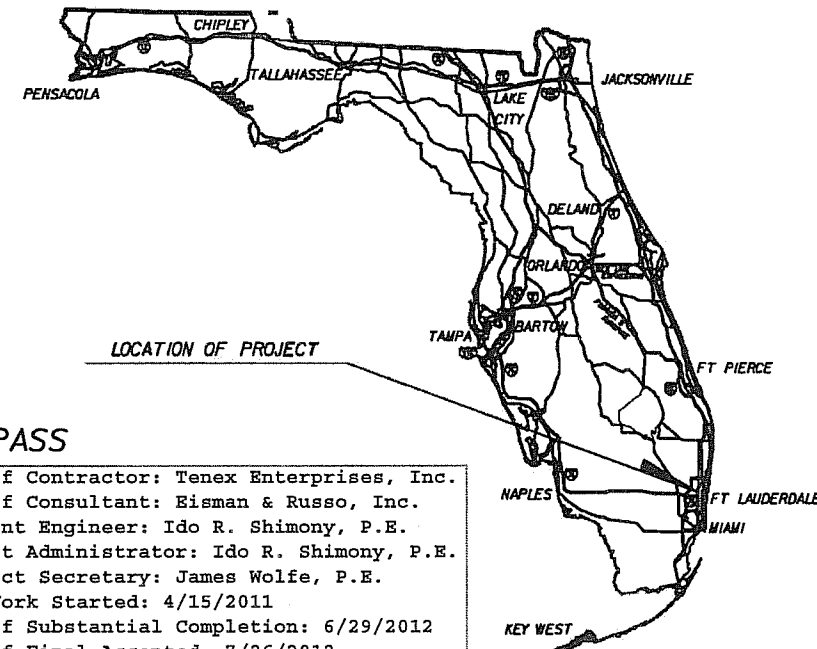 CHIPLEY
TALLAHASSEE
PENSACOLA
JACKSONVILLE
LAKE
CITY
DELAND
ORLANDO
TAMPA
BARTOW
LOCATION OF PROJECT
FT PIERCE
PASS
f Contractor: Tenex Enterprises, Inc.
f Consultant: Eisman & Russo, Inc.
nt Engineer: Ido R. Shimony, P.E.
t Administrator: Ido R. Shimony, P.E.
ct Secretary: James Wolfe, P.E.
ork Started: 4/15/2011
f Substantial Completion: 6/29/2012
NAPLES
FT LAUDERDALE
MIAMI
KEY WEST